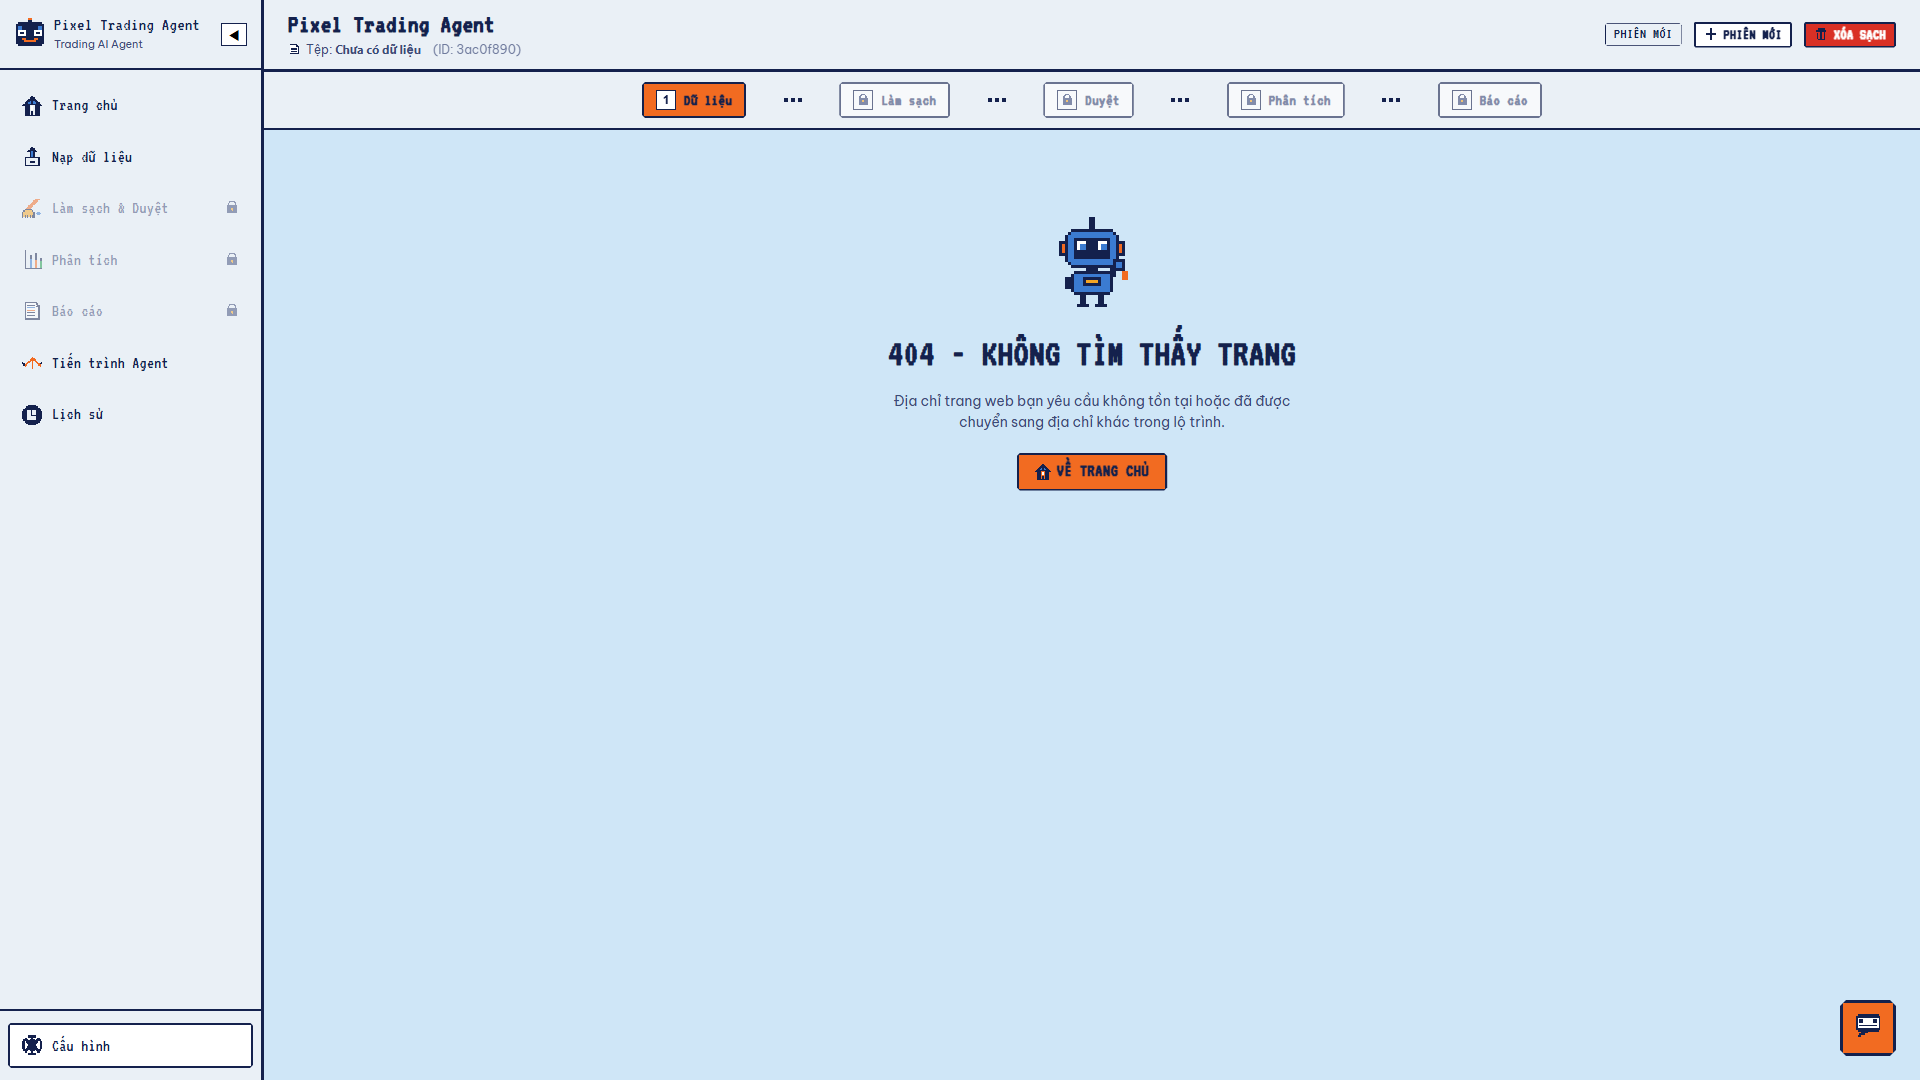 Pixel Trading Agent
Trading AI Agent
Trang chủ
Nạp dữ liệu
Làm sạch & Duyệt
Phân tích
Báo cáo
Tiến trình Agent
Lịch sử
Cấu hình
Pixel Trading Agent
Tệp: Chưa có dữ liệu (ID: 3ac0f890)
PHIÊN MỚI
PHIÊN MỚI
XÓA SẠCH
1 Dữ liệu
Làm sạch
Duyệt
Phân tích
Báo cáo
404 - KHÔNG TÌM THẤY TRANG
Địa chỉ trang web bạn yêu cầu không tồn tại hoặc đã được
chuyển sang địa chỉ khác trong lộ trình.
VỀ TRANG CHỦ